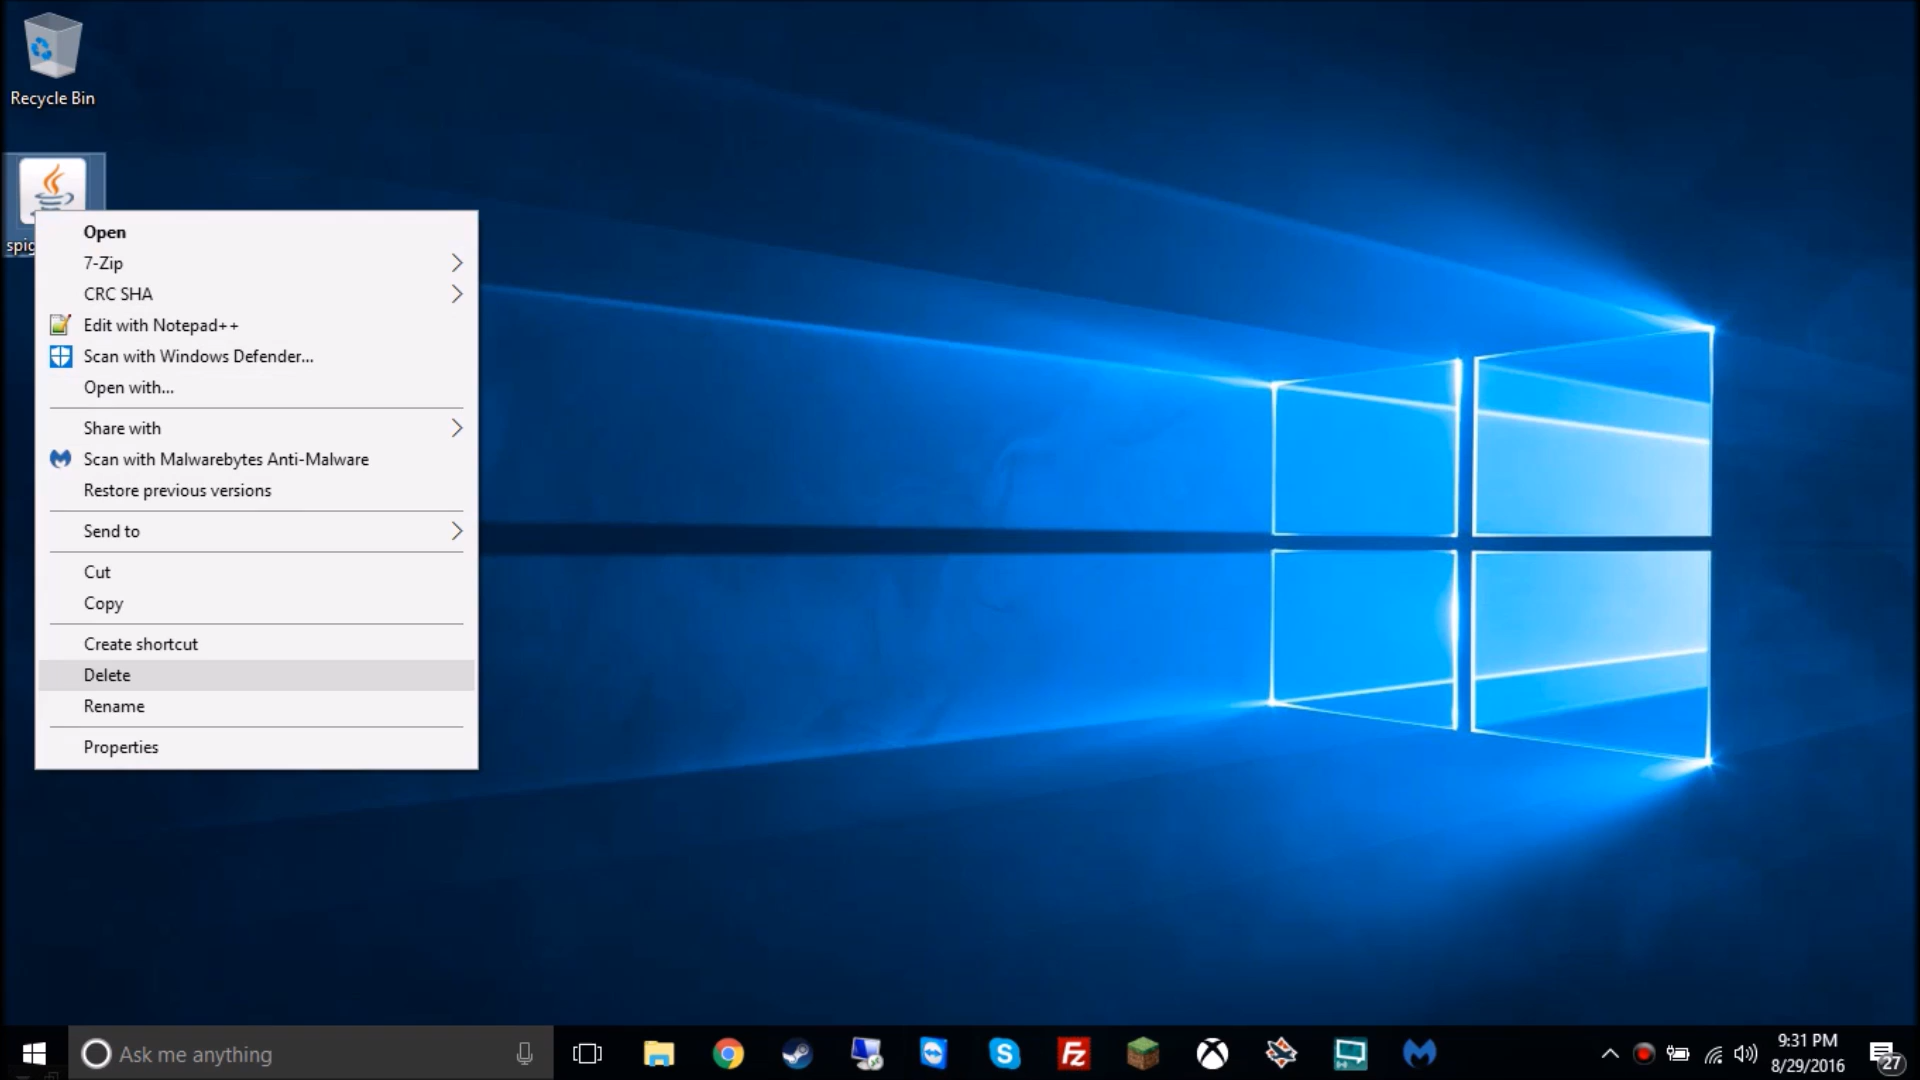 Recycle Bin
spig
Open
7-Zip
CRC SHA
Edit with Notepad++
Scan with Windows Defender...
Open with...
Share with
Scan with Malwarebytes Anti-Malware
Restore previous versions
Send to
Cut
Copy
Create shortcut
Delete
Rename
Properties
Ask me anything
9:31 PM
8/29/2016
27